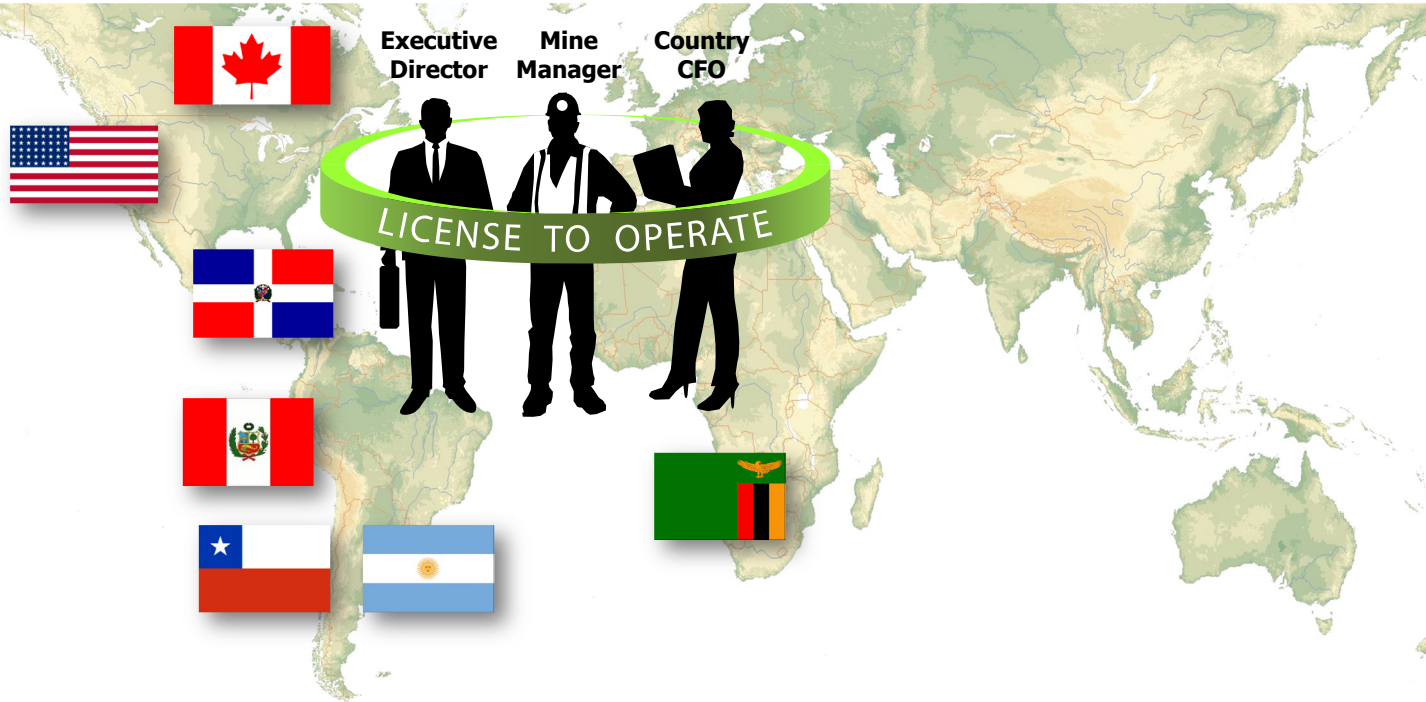 Executive
Director
Mine
Manager
Country
CFO
LICENSE TO OPERATE